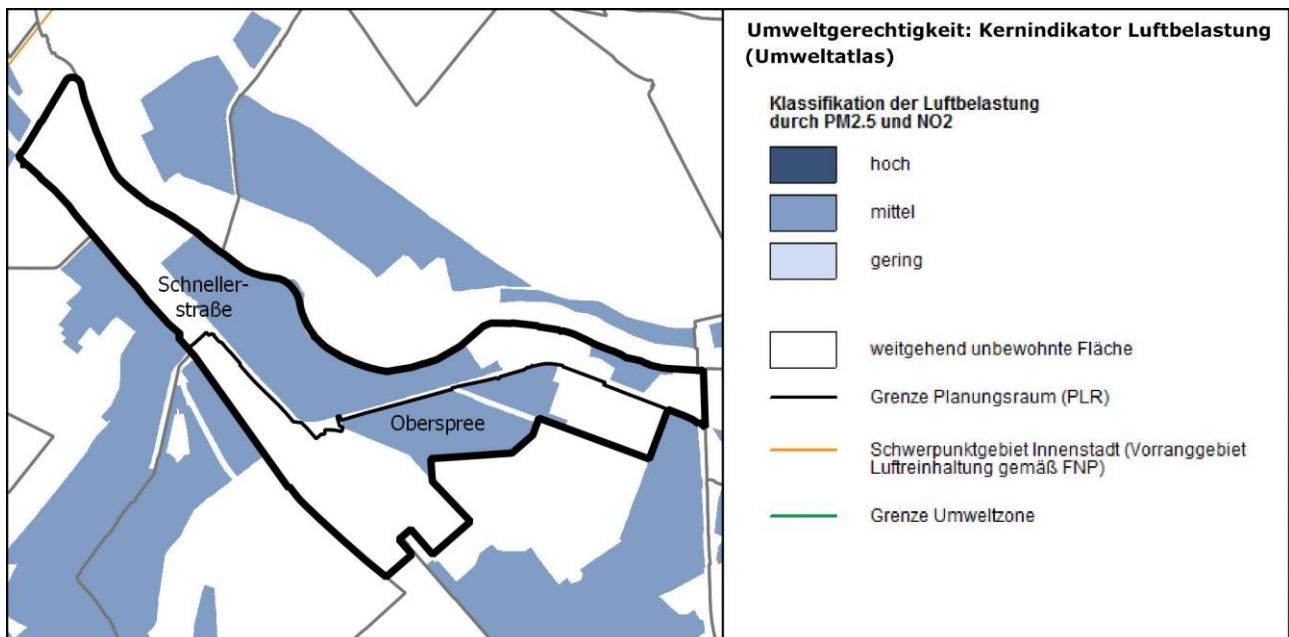 Schneller-
straße
Oberspree
Umweltgerechtigkeit: Kernindikator Luftbelastung
(Umweltatlas)
Klassifikation der Luftbelastung
durch PM2.5 und NO2
hoch
mittel
gering
weitgehend unbewohnte Fläche
Grenze Planungsraum (PLR)
Schwerpunktgebiet Innenstadt (Vorranggebiet
Luftreinhaltung gemäß FNP)
Grenze Umweltzone